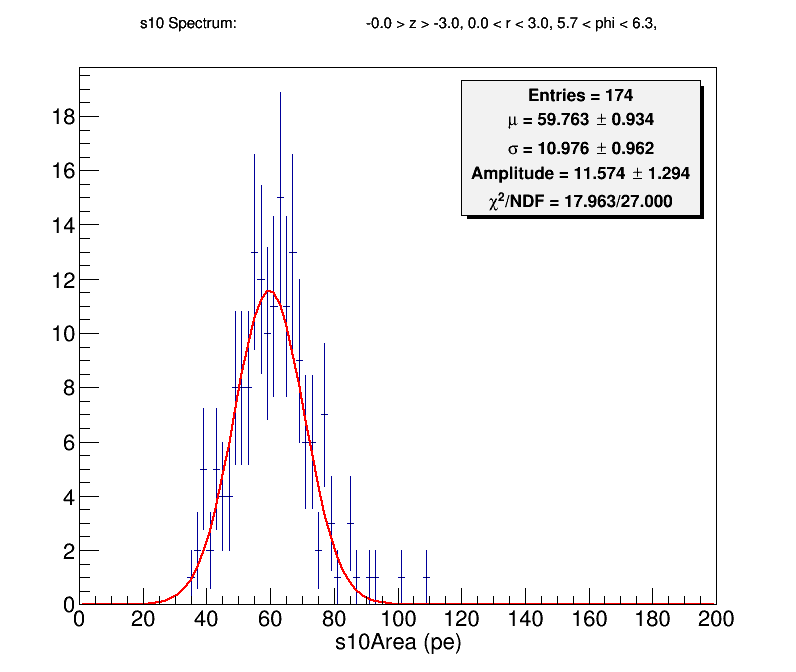 s10 Spectrum: -0.0 > z > -3.0, 0.0 < r < 3.0, 5.7 < phi < 6.3,
Entries = 174
μ = 59.763 ± 0.934
σ = 10.976 ± 0.962
Amplitude = 11.574 ± 1.294
χ²/NDF = 17.963/27.000
18
16
14
12
10
8
6
4
2
0
0 20 40 60 80 100 120 140 160 180 200
s10Area (pe)